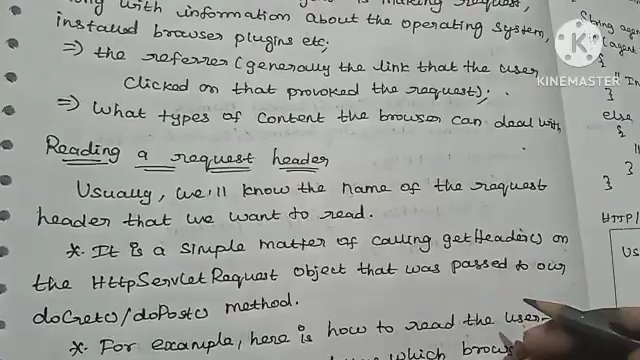 with information about the operating system,
installed browser plugins etc;
⇒ the referrer (generally the link that the user
clicked on that provoked the request);
⇒ What types of content the browser can deal with
Reading a request header
Usually, we'll know the name of the request
header that we want to read.
*. It is a simple matter of calling getHeader() on
the HttpServletRequest object that was passed to our
doGet()/doPost() method.
*. For example, here is how to read the user-
which
String agen
else
{
}
}
HTTP/
KINEMASTER